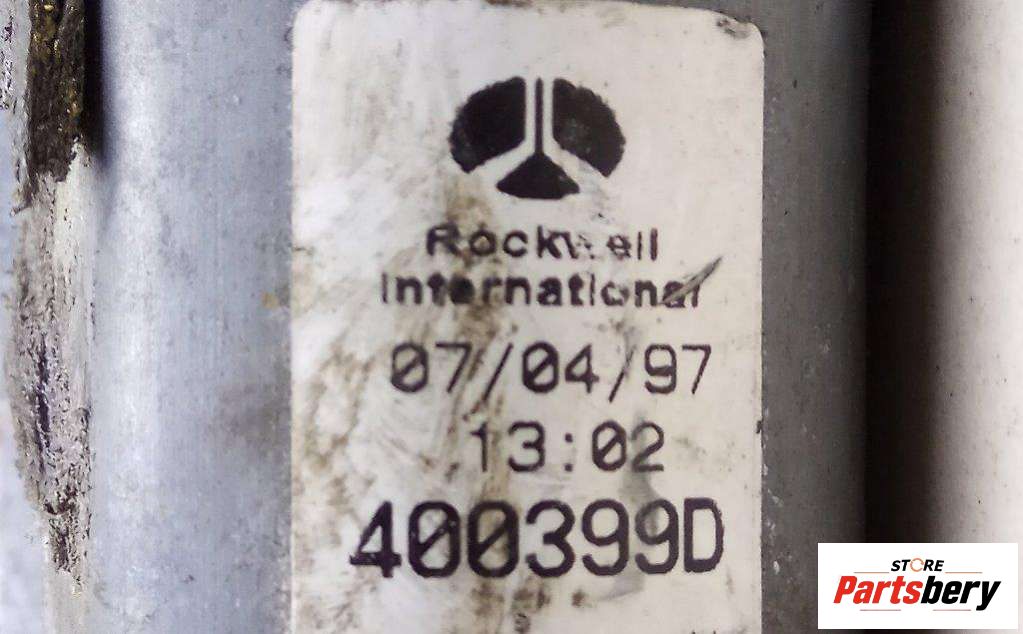 Rockwell
International
07/04/97
13:02
400399D
STORE
Partsbery